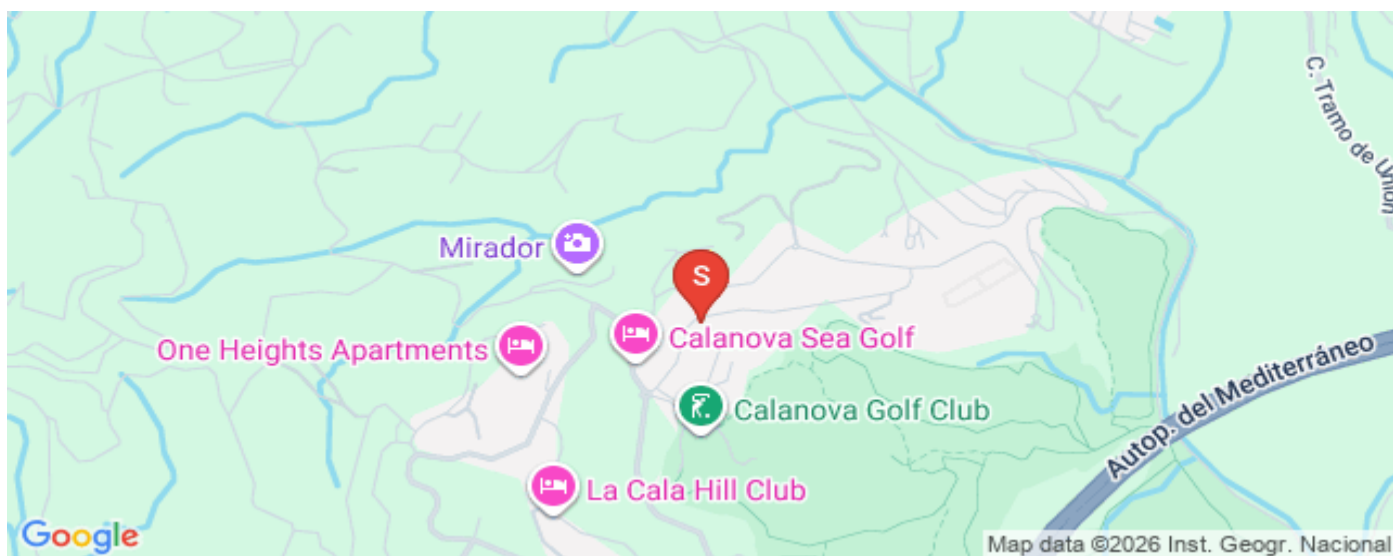 C. Tramo de Unión
Mirador
S
Calanova Sea Golf
One Heights Apartments
Autop. del Mediterráneo
Calanova Golf Club
La Cala Hill Club
Google
Map data ©2026 Inst. Geogr. Nacional